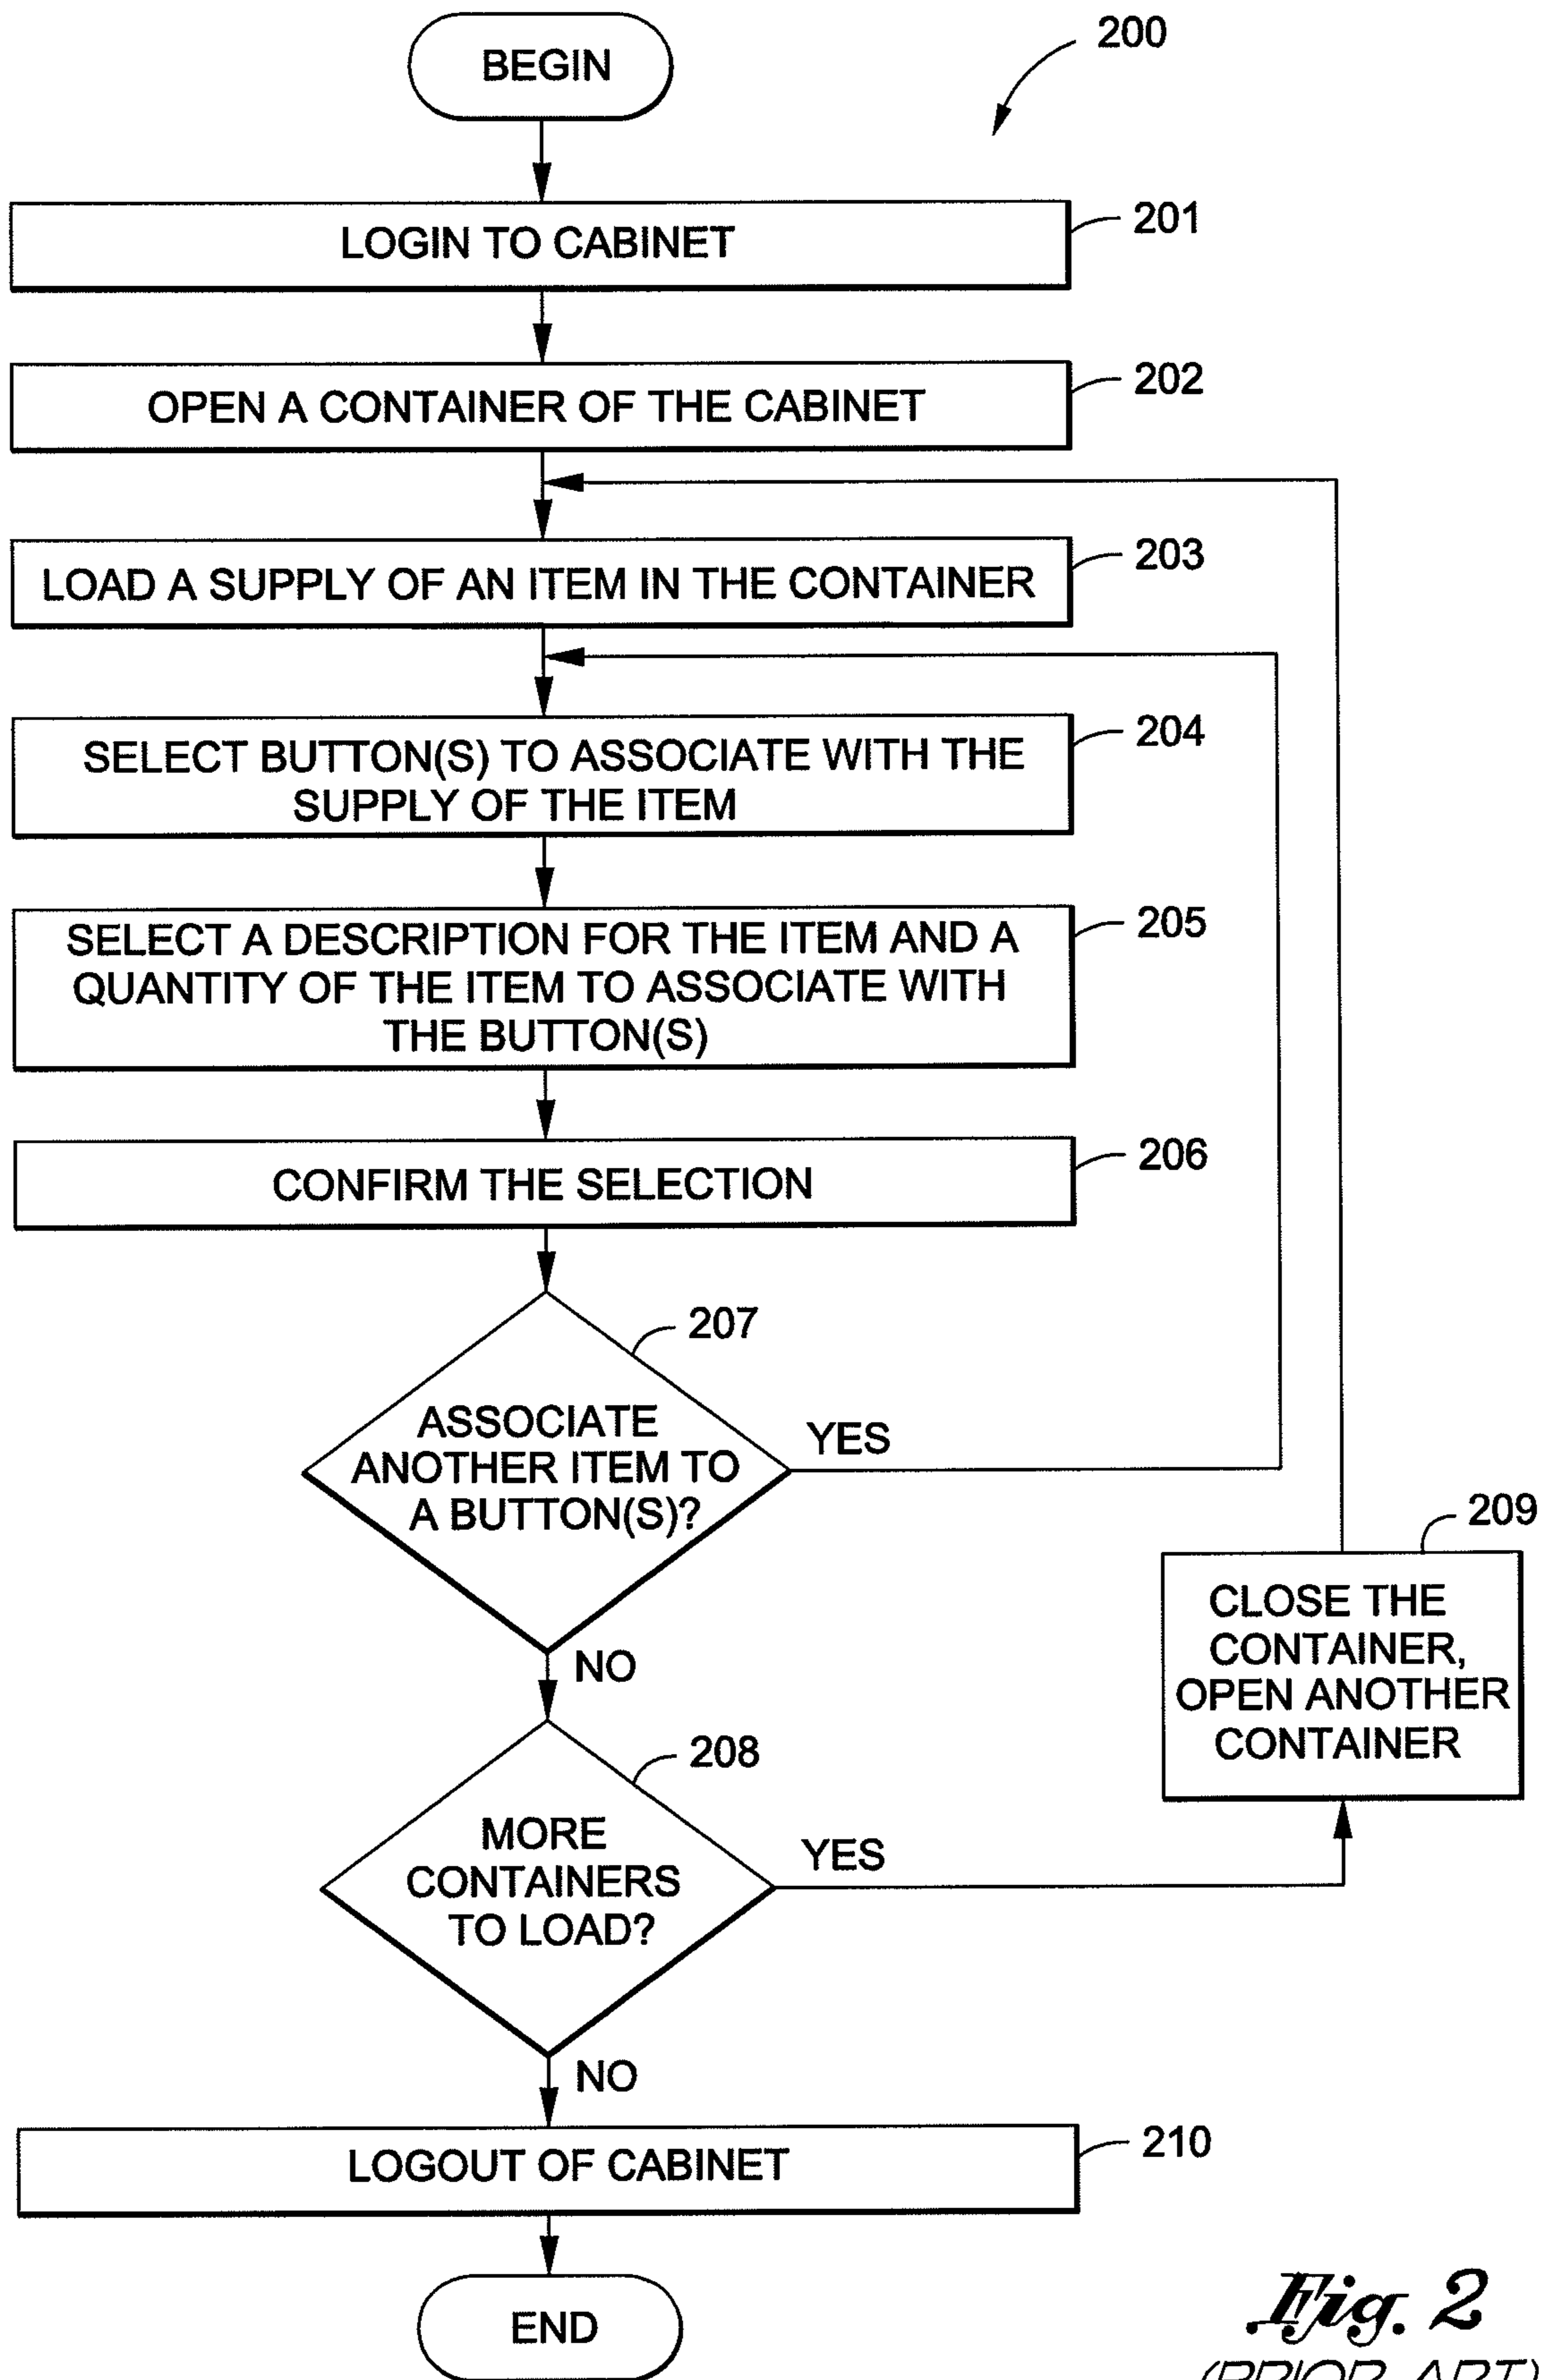 BEGIN
200
LOGIN TO CABINET
201
OPEN A CONTAINER OF THE CABINET
202
LOAD A SUPPLY OF AN ITEM IN THE CONTAINER
203
SELECT BUTTON(S) TO ASSOCIATE WITH THE
SUPPLY OF THE ITEM
204
SELECT A DESCRIPTION FOR THE ITEM AND A
QUANTITY OF THE ITEM TO ASSOCIATE WITH
THE BUTTON(S)
205
CONFIRM THE SELECTION
206
207
ASSOCIATE
ANOTHER ITEM TO
A BUTTON(S)?
YES
NO
209
CLOSE THE
CONTAINER,
OPEN ANOTHER
CONTAINER
208
MORE
CONTAINERS
TO LOAD?
YES
NO
LOGOUT OF CABINET
210
END
Fig. 2
(PRIOR ART)